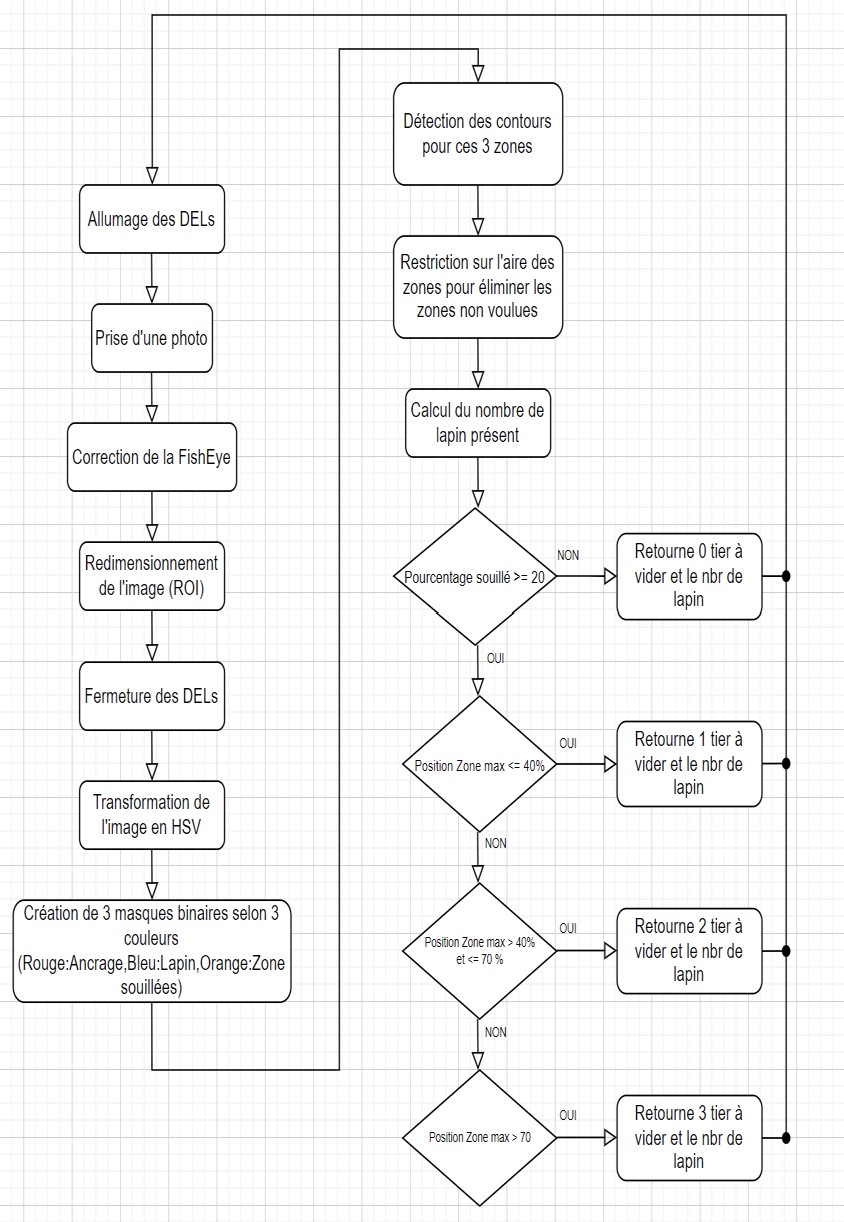 Allumage des DELs
Prise d'une photo
Correction de la FishEye
Redimensionnement
de l'image (ROI)
Fermeture des DELs
Transformation de
l'image en HSV
Création de 3 masques binaires selon 3
couleurs
(Rouge:Ancrage,Bleu:Lapin,Orange:Zone
souillées)
Détection des contours
pour ces 3 zones
Restriction sur l'aire des
zones pour éliminer les
zones non voulues
Calcul du nombre de
lapin présent
Pourcentage souillé >= 20
NON
Retourne 0 tier à
vider et le nbr de
lapin
OUI
Position Zone max <= 40%
OUI
Retourne 1 tier à
vider et le nbr de
lapin
NON
Position Zone max > 40%
et <= 70 %
OUI
Retourne 2 tier à
vider et le nbr de
lapin
NON
Position Zone max > 70
OUI
Retourne 3 tier à
vider et le nbr de
lapin